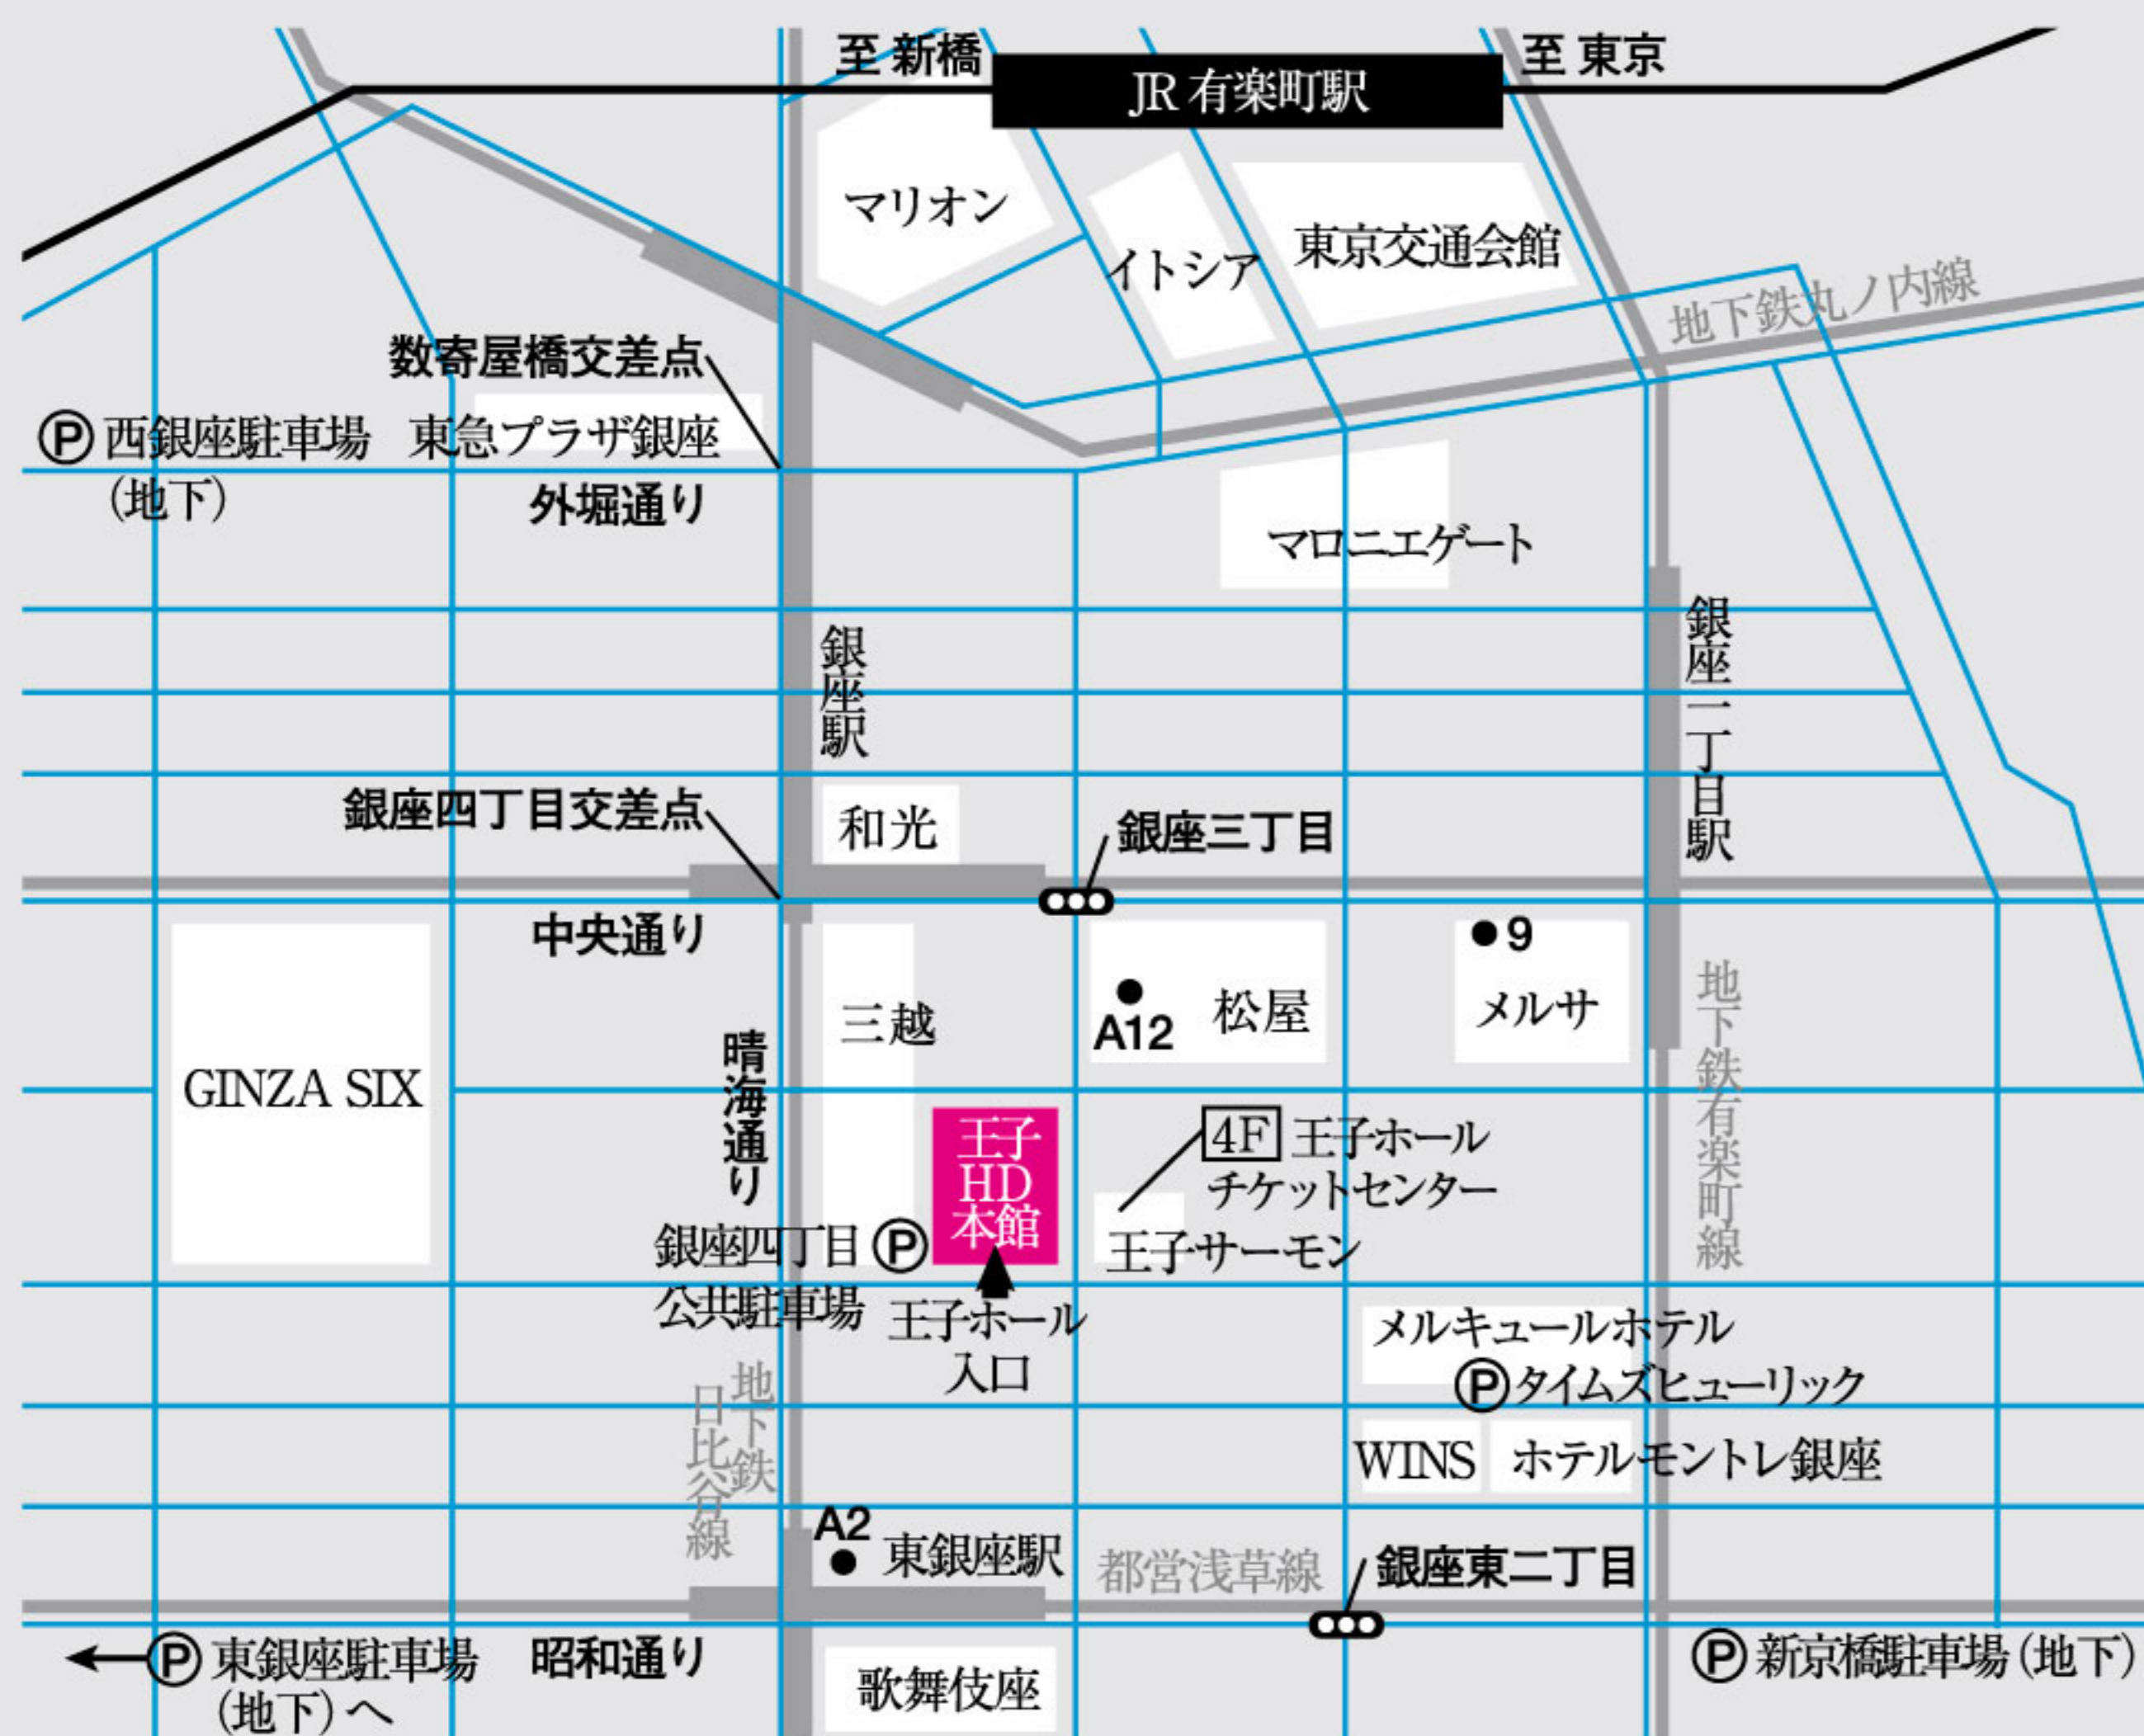 至 新橋
JR 有楽町駅
至 東京
マリオン
イトシア
東京交通会館
地下鉄丸ノ内線
数寄屋橋交差点
Ⓟ 西銀座駐車場
(地下)
東急プラザ銀座
外堀通り
マロニエゲート
銀座駅
銀座一丁目駅
銀座四丁目交差点
和光
銀座三丁目
中央通り
GINZA SIX
晴海通り
三越
A12
松屋
9
メルサ
地下鉄有楽町線
王子
HD
本館
4F 王子ホール
チケットセンター
王子サーモン
銀座四丁目 Ⓟ
公共駐車場
王子ホール
入口
メルキュールホテル
Ⓟタイムズヒューリック
WINS
ホテルモントレ銀座
地下鉄
日比谷線
A2
東銀座駅
都営浅草線
銀座東二丁目
Ⓟ 東銀座駐車場
(地下) へ
昭和通り
歌舞伎座
Ⓟ 新京橋駐車場 (地下)